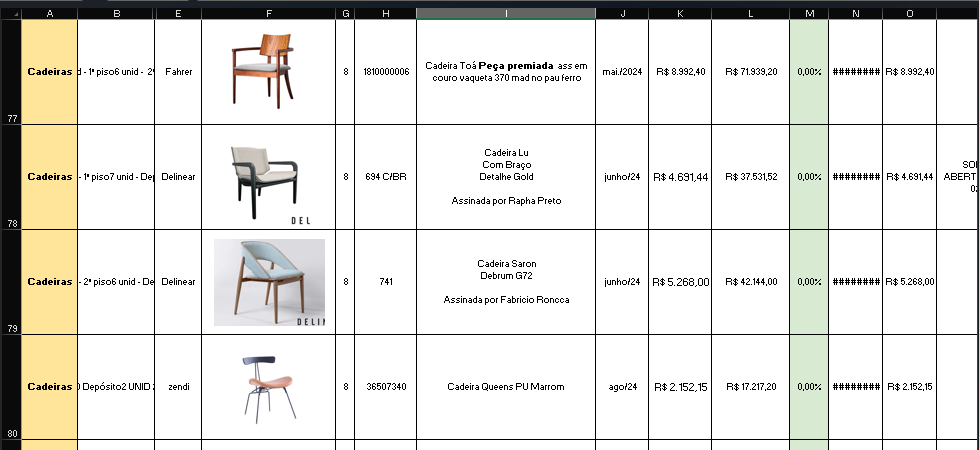 A B E F G H I J K L M N O
77 Cadeiras d - 1ª piso6 unid - 2ª Fahrer 8 1810000006 Cadeira Toá Peça premiada ass em mai./2024 R$ 8.992,40 R$ 71.939,20 0,00% ######## R$ 8.992,40
couro vaqueta 370 mad no pau ferro
78 Cadeiras - 1ª piso7 unid - Dep Delinear DEL 8 694 C/BR Cadeira Lu junho/24 R$ 4.691,44 R$ 37.531,52 0,00% ######## R$ 4.691,44
Com Braço
Detalhe Gold
Assinada por Rapha Preto
ABERT
79 Cadeiras - 2ª piso6 unid - De Delinear DELIN 8 741 Cadeira Saron junho/24 R$ 5.268,00 R$ 42.144,00 0,00% ######## R$ 5.268,00
Debrum G72
Assinada por Fabricio Roncca
80 Cadeiras Depósito2 UNID zendi 8 36507340 Cadeira Queens PU Marrom ago/24 R$ 2.152,15 R$ 17.217,20 0,00% ######## R$ 2.152,15